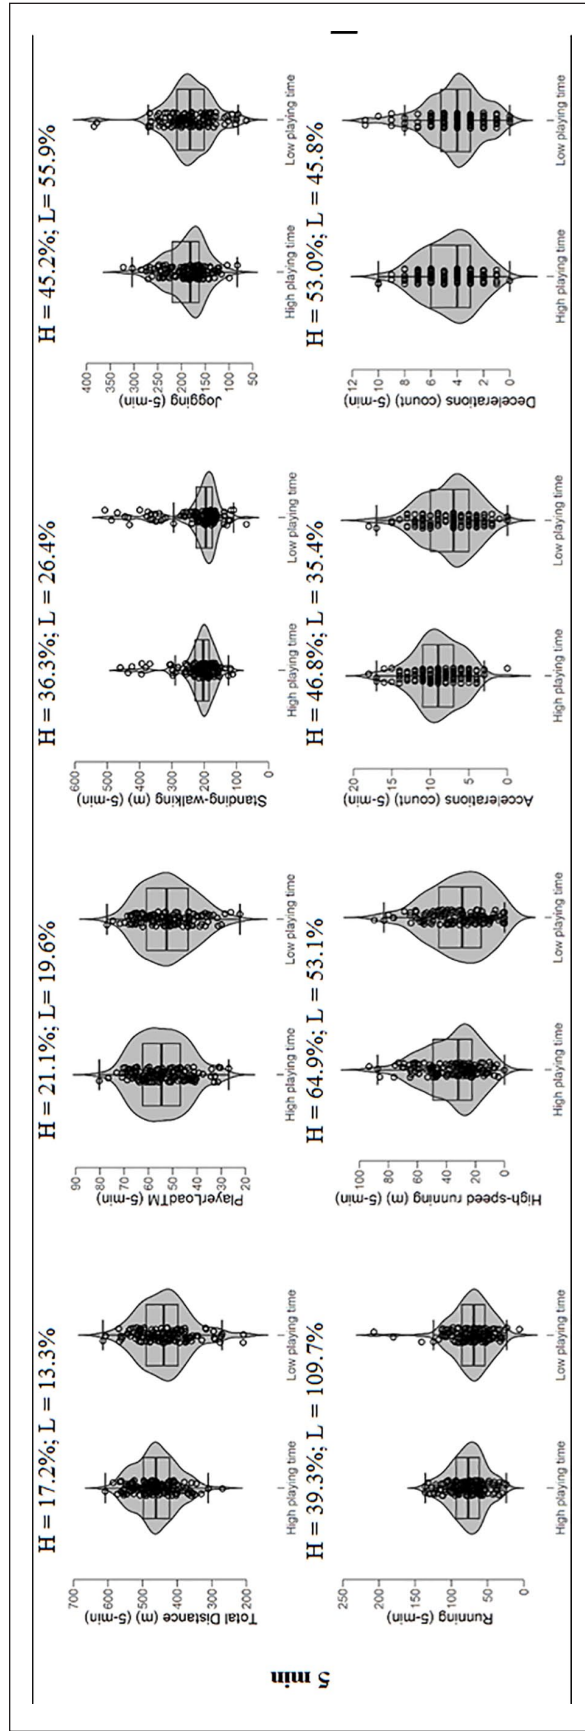 5 min
H = 17.2%; L = 13.3%
Total Distance (m) (5-min)
700
600
500
400
300
200
High playing time
Low playing time
H = 21.1%; L= 19.6%
PlayerLoadTM (5-min)
90
80
70
60
50
40
30
20
High playing time
Low playing time
H = 36.3%; L = 26.4%
Standing-walking (m) (5-min)
600
500
400
300
200
100
0
High playing time
Low playing time
H = 45.2%; L= 55.9%
Jogging (5-min)
400
350
300
250
200
150
100
50
High playing time
Low playing time
H = 39.3%; L = 109.7%
Running (5-min)
250
200
150
100
50
0
High playing time
Low playing time
H = 64.9%; L = 53.1%
High-speed running (m) (5-min)
100
80
60
40
20
0
High playing time
Low playing time
H = 46.8%; L = 35.4%
Accelerations (count) (5-min)
20
15
10
5
0
High playing time
Low playing time
H = 53.0%; L = 45.8%
Decelerations (count) (5-min)
12
10
8
6
4
2
0
High playing time
Low playing time